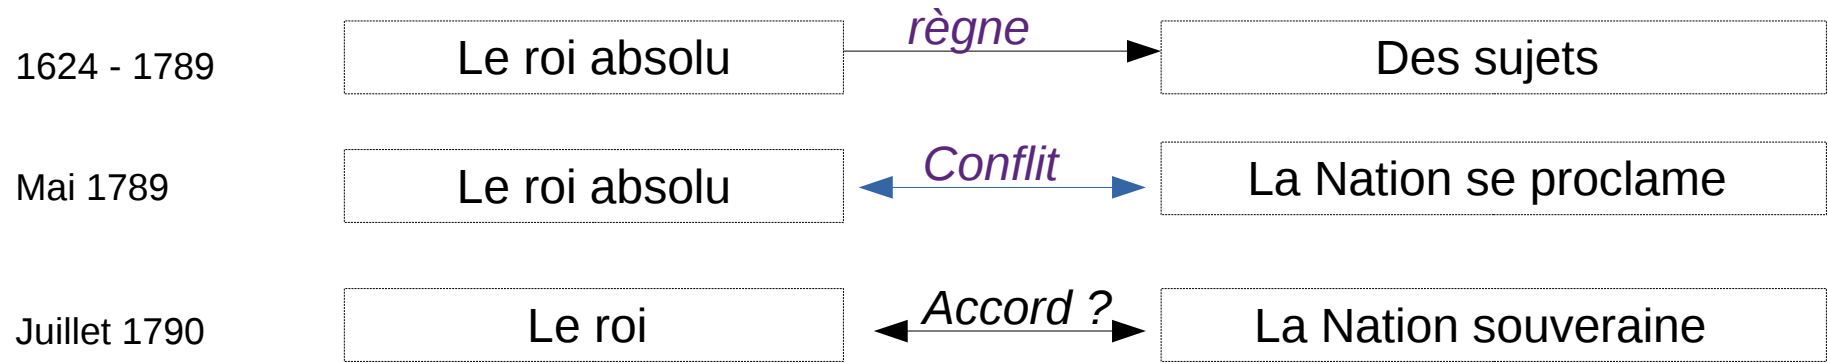 1624 - 1789 Le roi absolu règne Des sujets
Mai 1789 Le roi absolu Conflit La Nation se proclame
Juillet 1790 Le roi Accord ? La Nation souveraine